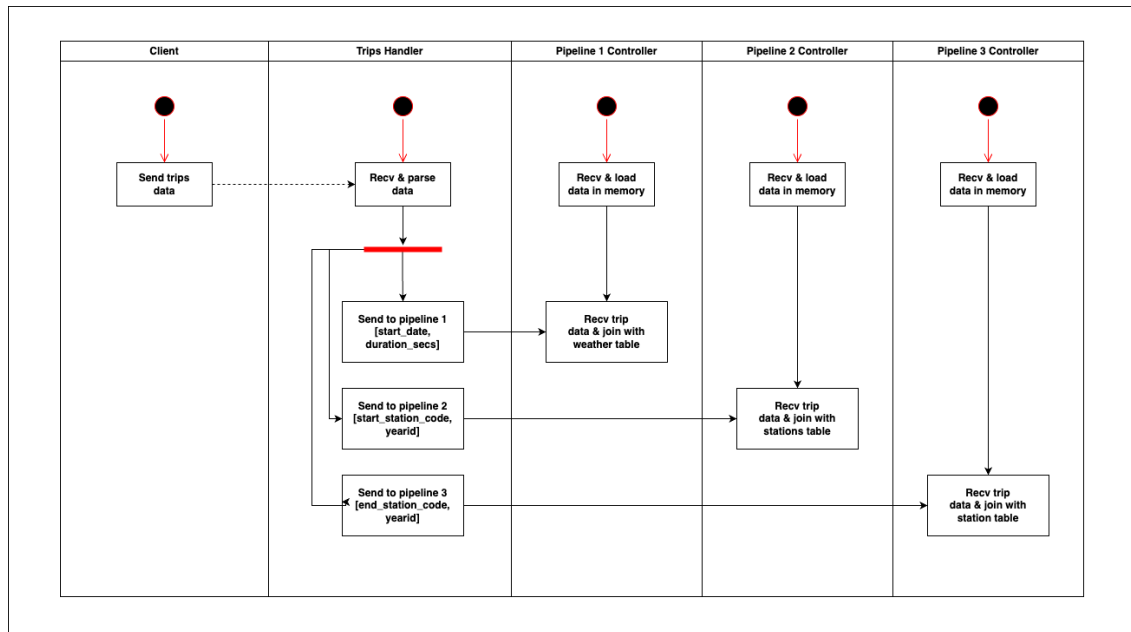 Client
Trips Handler
Pipeline 1 Controller
Pipeline 2 Controller
Pipeline 3 Controller
Send trips
data
Recv & parse
data
Recv & load
data in memory
Recv & load
data in memory
Recv & load
data in memory
Send to pipeline 1
[start_date,
duration_secs]
Recv trip
data & join with
weather table
Send to pipeline 2
[start_station_code,
yearid]
Recv trip
data & join with
stations table
Send to pipeline 3
[end_station_code,
yearid]
Recv trip
data & join with
station table